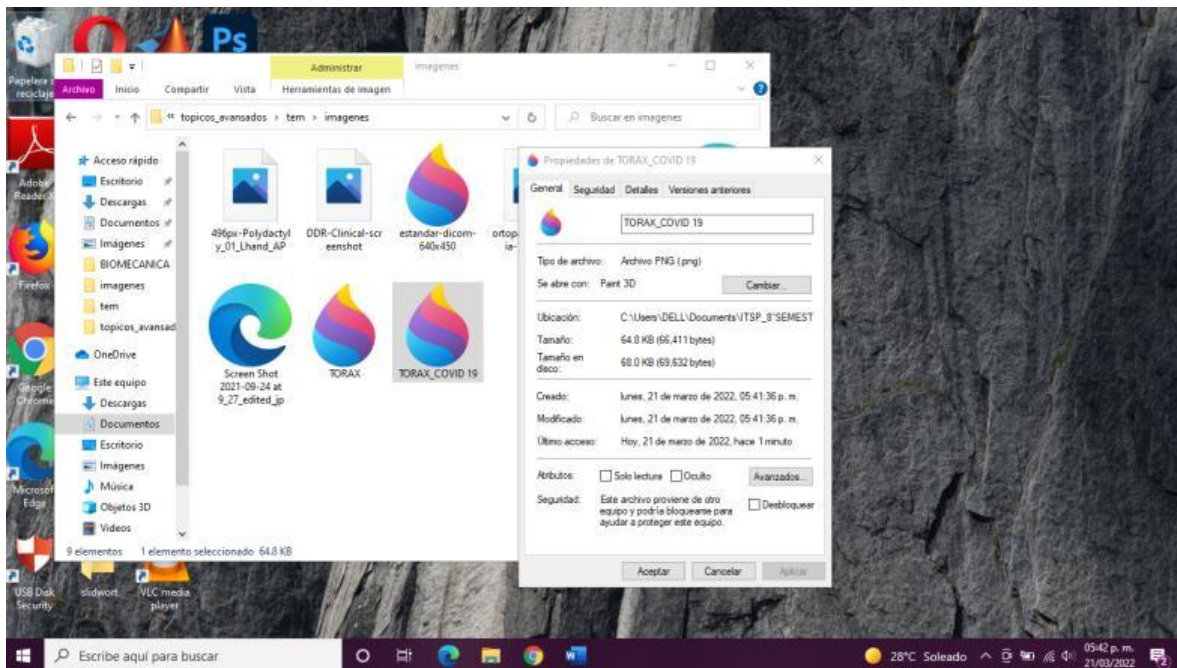 Papelera
reciclaje
Ps
Adobe
Reader X
Firefox
Google
Chrome
Microsoft
Edge
USB Disk
Security
slidwort
VLC media
player
Administrar
imagenes
Archivo Inicio Compartir Vista Herramientas de imagen
topicos_avansados > tem > imagenes
Buscar en imagenes
Acceso rápido
Escritorio
Descargas
Documentos
Imágenes
BIOMECANICA
imagenes
tem
topicos_avansad
OneDrive
Este equipo
Descargas
Documentos
Escritorio
Imágenes
Música
Objetos 3D
Videos
496px-Polydactyl
y_01_Lhand_AP
DDR-Clinical-scr
eenshot
estandar-dicom-
640x450
ortop
ia-
Screen Shot
2021-09-24 at
9_27_edited_jp
TORAX
TORAX_COVID 19
9 elementos 1 elemento seleccionado 64.8 KB
Propiedades de TORAX_COVID 19
General Seguridad Detalles Versiones anteriores
TORAX_COVID 19
Tipo de archivo: Archivo PNG (.png)
Se abre con: Paint 3D Cambiar...
Ubicación: C:\Users\DELL\Documents\ITSP_8°SEMEST
Tamaño: 64.8 KB (66,411 bytes)
Tamaño en
disco: 68.0 KB (69,632 bytes)
Creado: lunes, 21 de marzo de 2022, 05:41:36 p. m.
Modificado: lunes, 21 de marzo de 2022, 05:41:36 p. m.
Último acceso: Hoy, 21 de marzo de 2022, hace 1 minuto
Atributos: Solo lectura Oculto Avanzados...
Seguridad: Este archivo proviene de otro
equipo y podría bloquearse para
ayudar a proteger este equipo.
Desbloquear
Aceptar Cancelar Aplicar
Escribe aquí para buscar
28°C Soleado
05:42 p. m.
21/03/2022